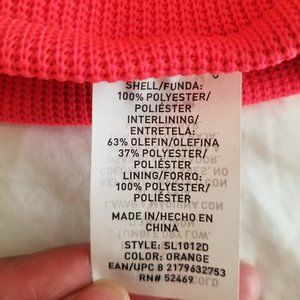 SHELL/FUNDA:
100% POLYESTER/
POLIÉSTER
INTERLINING/
ENTRETELA:
63% OLEFIN/OLEFINA
37% POLYESTER/
POLIÉSTER
LINING/FORRO:
100% POLYESTER/
POLIÉSTER
MADE IN/HECHO EN
CHINA
STYLE: SL1012D
COLOR: ORANGE
EAN/UPC 8 2179632753
RN# 52469